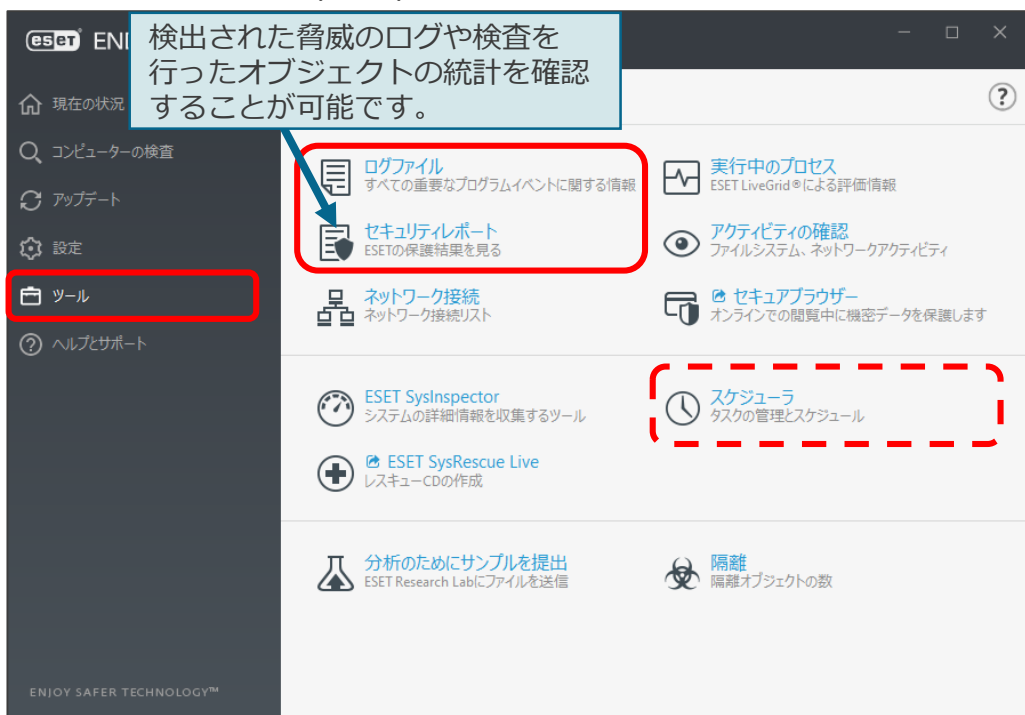 eset END
検出された脅威のログや検査を
行ったオブジェクトの統計を確認
することが可能です。
現在の状況
コンピューターの検査
アップデート
設定
ツール
ヘルプとサポート
ENJOY SAFER TECHNOLOGY™
?
ログファイル
すべての重要なプログラムイベントに関する情報
実行中のプロセス
ESET LiveGrid®による評価情報
セキュリティレポート
ESETの保護結果を見る
アクティビティの確認
ファイルシステム、ネットワークアクティビティ
ネットワーク接続
ネットワーク接続リスト
セキュアブラウザー
オンラインでの閲覧中に機密データを保護します
ESET SysInspector
システムの詳細情報を収集するツール
スケジューラ
タスクの管理とスケジュール
ESET SysRescue Live
レスキューCDの作成
分析のためにサンプルを提出
ESET Research Labにファイルを送信
隔離
隔離オブジェクトの数